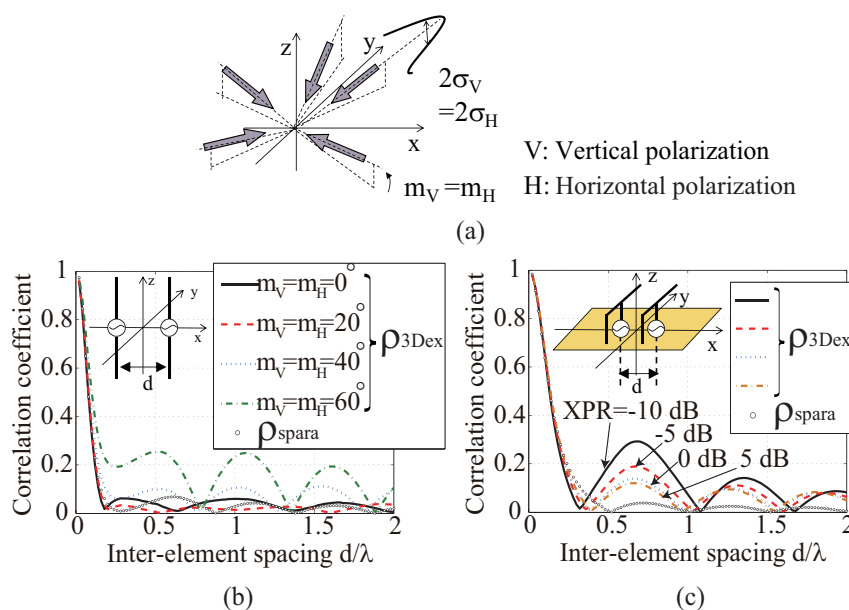 z
y
x
2σV
=2σH
mV=mH
V: Vertical polarization
H: Horizontal polarization
(a)
Correlation coefficient
1
0.8
0.6
0.4
0.2
0
0 0.5 1 1.5 2
Inter-element spacing d/λ
z
y
x
d
mV=mH=0°
mV=mH=20°
mV=mH=40°
mV=mH=60°
ρ3Dex
ρspara
(b)
Correlation coefficient
1
0.8
0.6
0.4
0.2
0
0 0.5 1 1.5 2
Inter-element spacing d/λ
z
y
x
d
ρ3Dex
ρspara
XPR=-10 dB
-5 dB
0 dB
5 dB
(c)